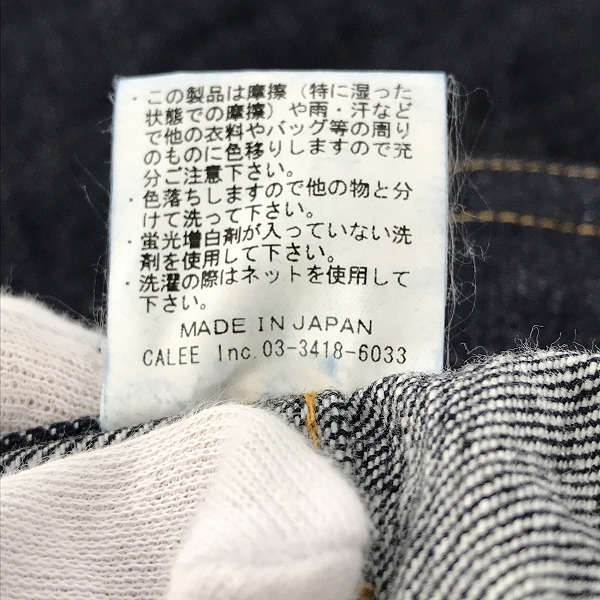 ・この製品は摩擦（特に湿った
状態での摩擦）や雨・汗など
で他の衣料やバッグ等の周り
のものに色移りしますので充
分ご注意下さい。
・色落ちしますので他の物と分
けて洗って下さい。
・蛍光増白剤が入っていない洗
剤を使用して下さい。
・洗濯の際はネットを使用して
下さい。
MADE IN JAPAN
CALEE Inc. 03-3418-6033